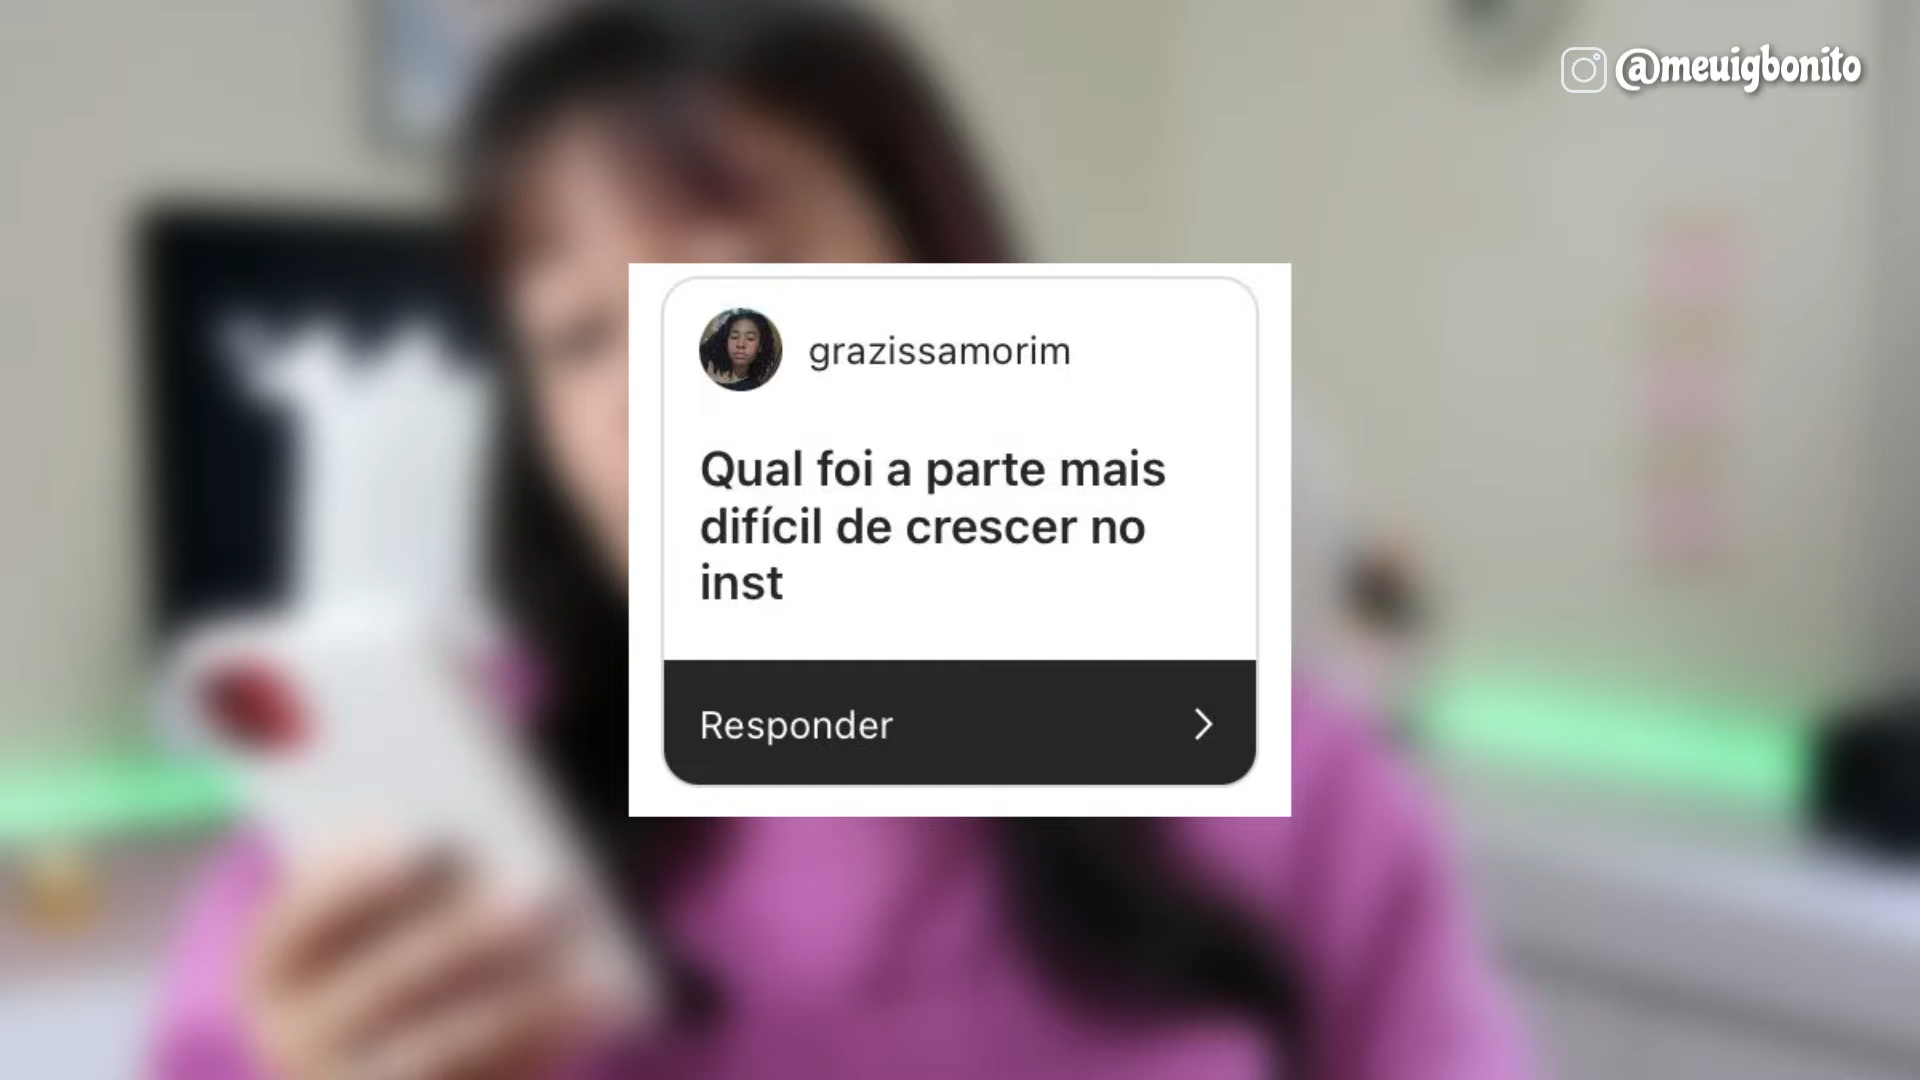 @meuigbonito
grazissamorim
Qual foi a parte mais
difícil de crescer no
inst
Responder